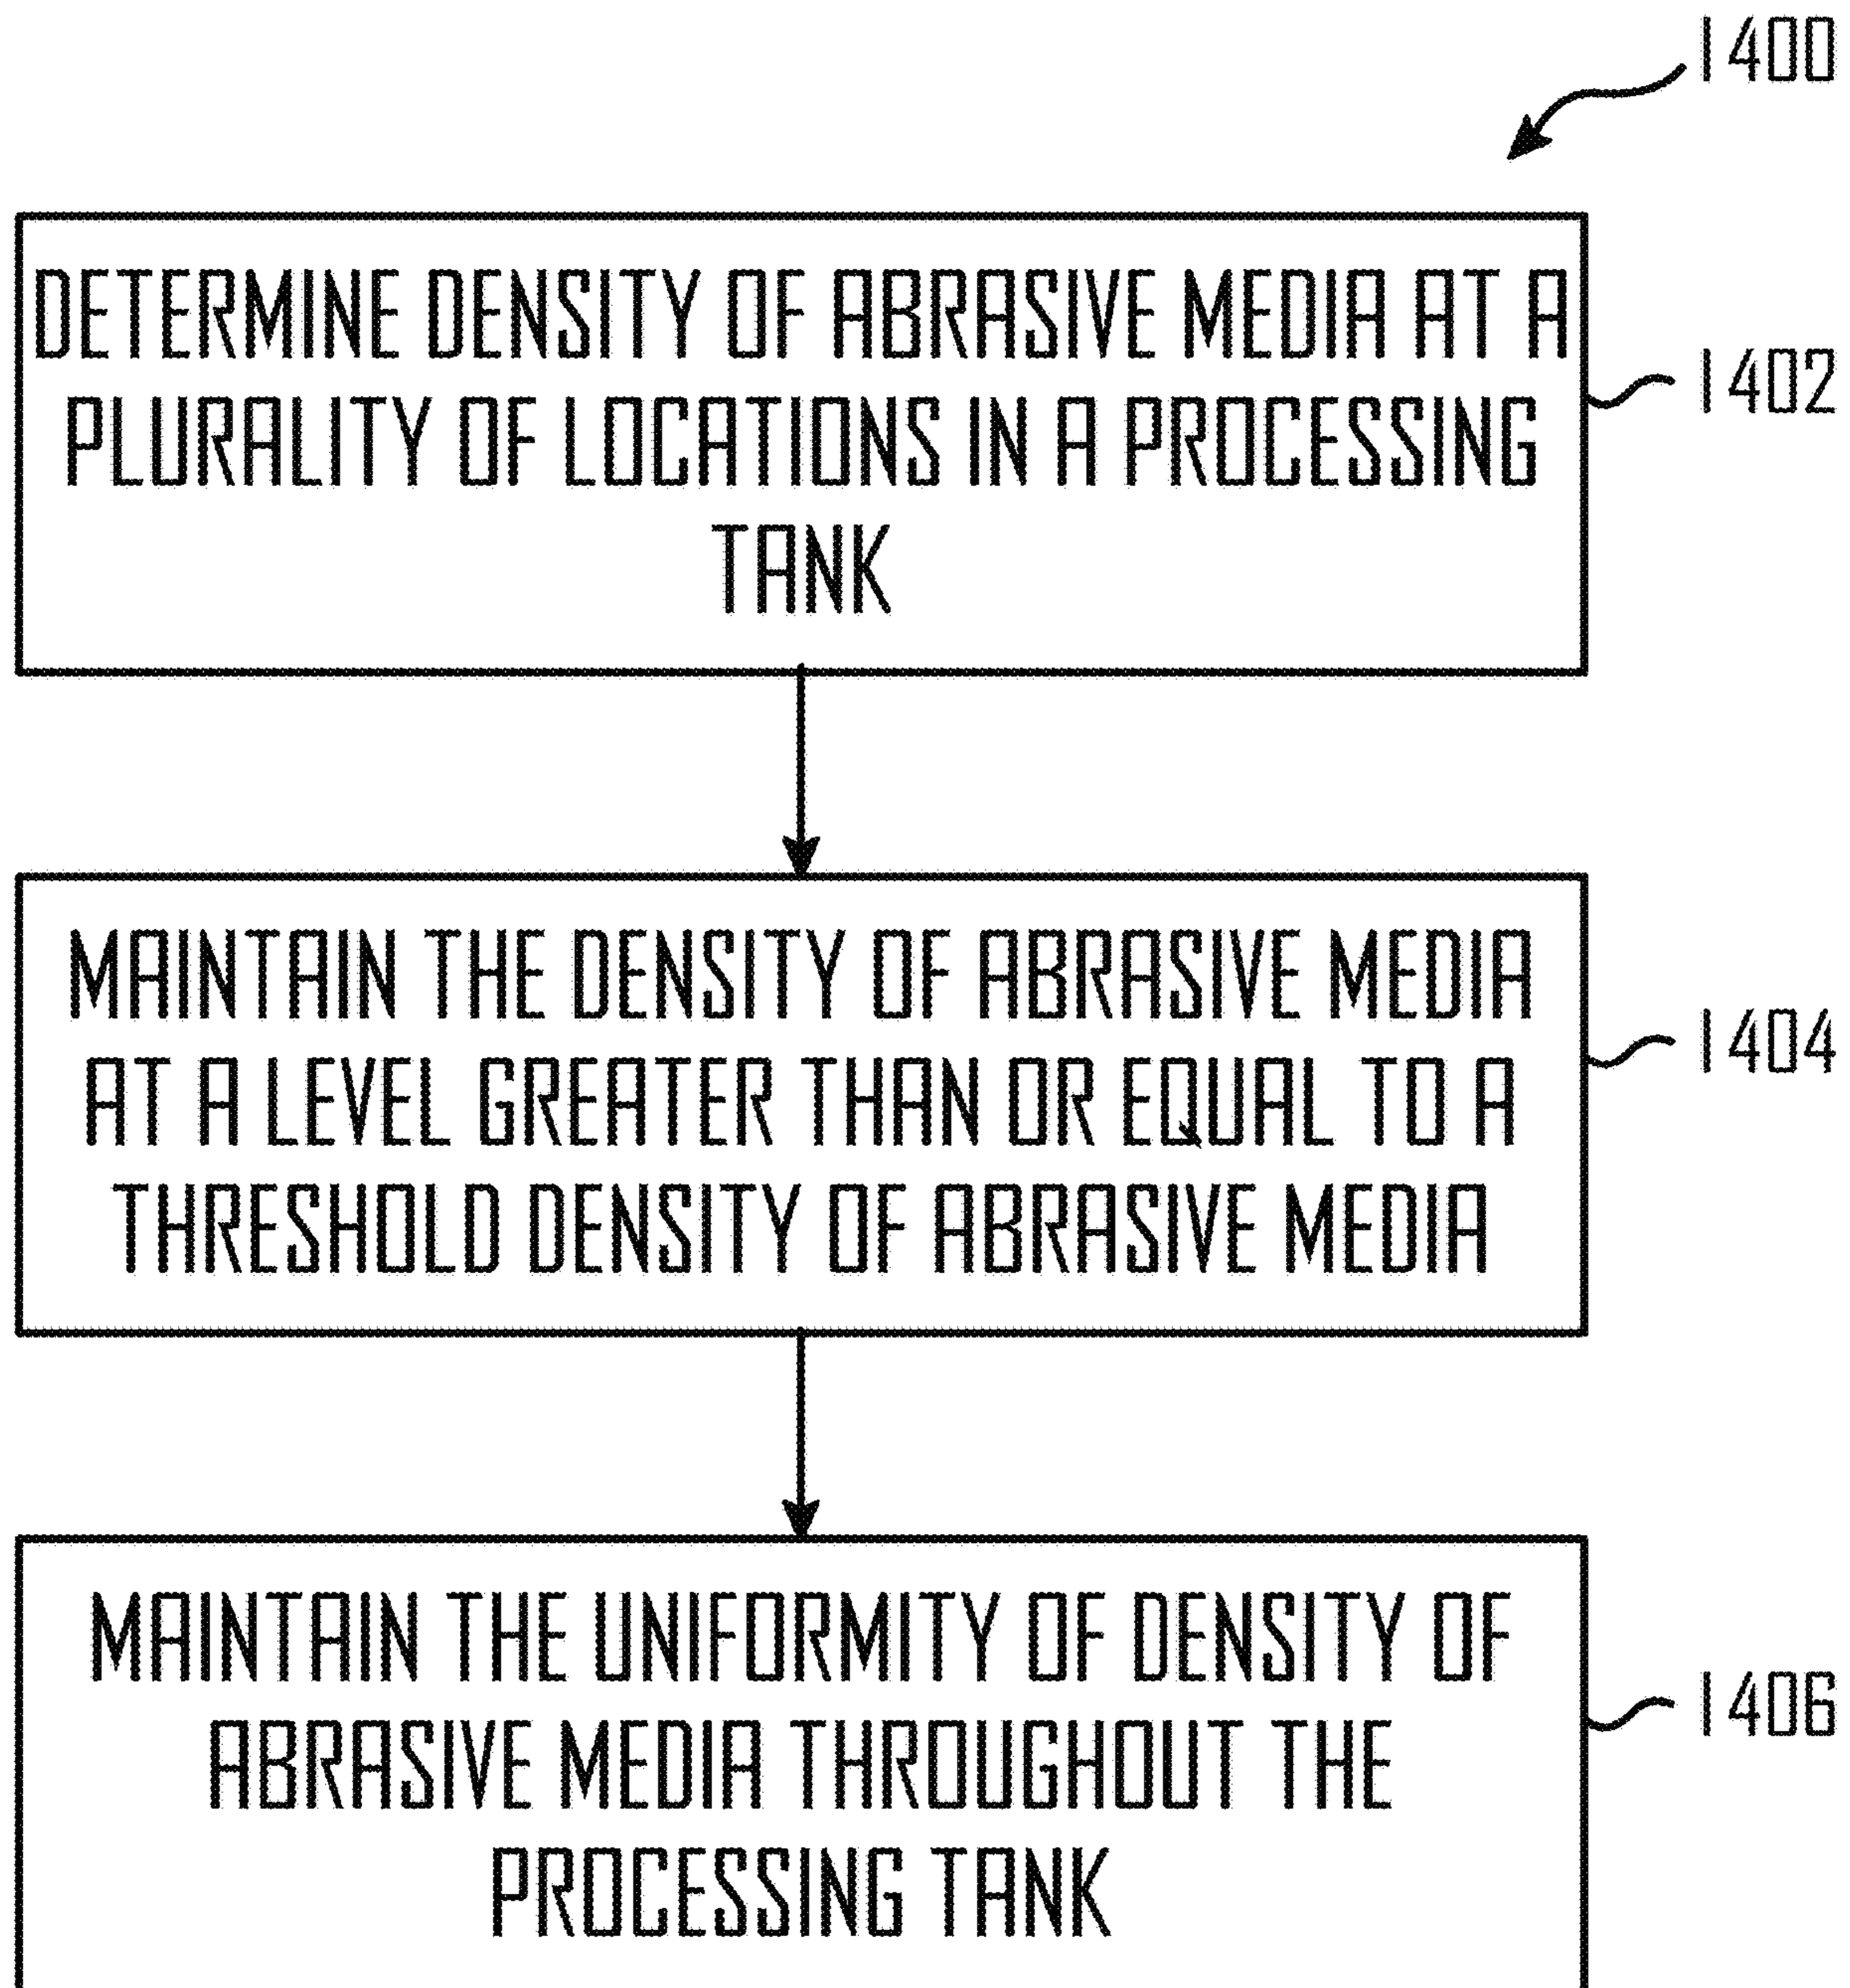 1400
DETERMINE DENSITY OF ABRASIVE MEDIA AT A
PLURALITY OF LOCATIONS IN A PROCESSING
TANK
1402
MAINTAIN THE DENSITY OF ABRASIVE MEDIA
AT A LEVEL GREATER THAN OR EQUAL TO A
THRESHOLD DENSITY OF ABRASIVE MEDIA
1404
MAINTAIN THE UNIFORMITY OF DENSITY OF
ABRASIVE MEDIA THROUGHOUT THE
PROCESSING TANK
1406